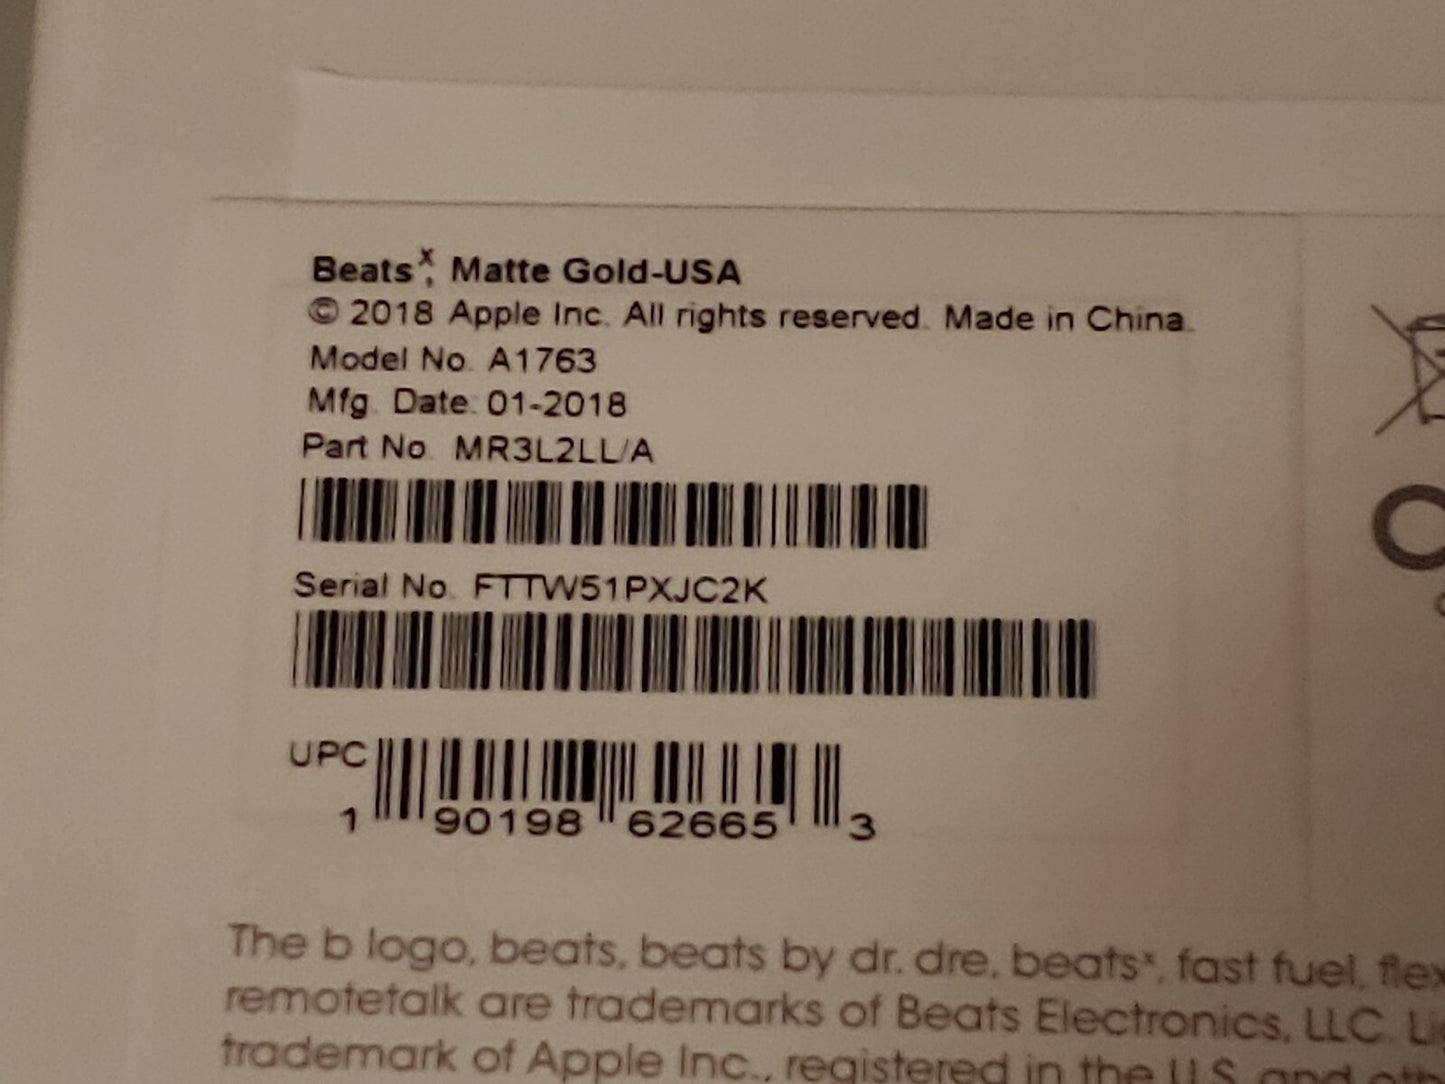 Beatsˣ, Matte Gold-USA
© 2018 Apple Inc. All rights reserved. Made in China.
Model No. A1763
Mfg. Date: 01-2018
Part No. MR3L2LL/A
Serial No. FTTW51PXJC2K
UPC
1 90198 62665 3
The b logo, beats, beats by dr. dre, beatsˣ, fast fuel,
remotetalk are trademarks of Beats Electronics, LLC.
trademark of Apple Inc., registered in the U.S. and